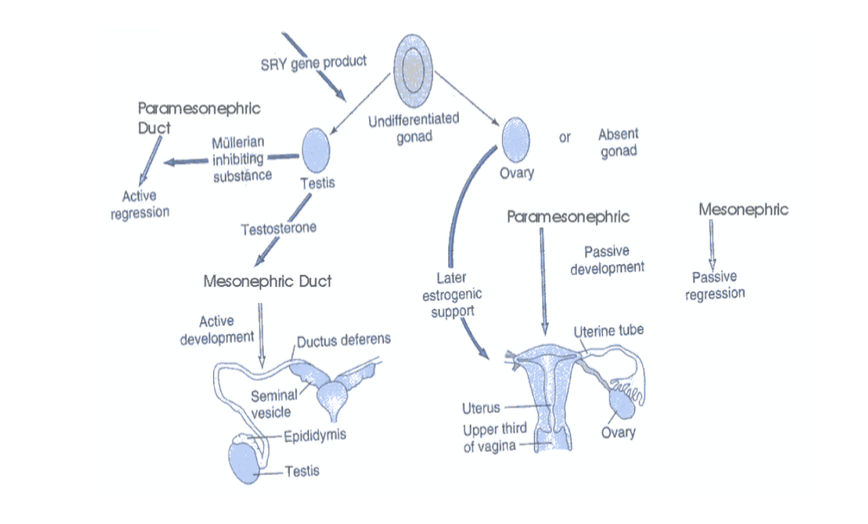 SRY gene product
Undifferentiated
gonad
Paramesonephric
Duct
Müllerian
inhibiting
substance
Testis
Active
regression
Testosterone
Mesonephric Duct
Active
development
Ductus deferens
Seminal
vesicle
Epididymis
Testis
Ovary
or
Absent
gonad
Paramesonephric
Mesonephric
Passive
development
Passive
regression
Later
estrogenic
support
Uterine tube
Uterus
Upper third
of vagina
Ovary